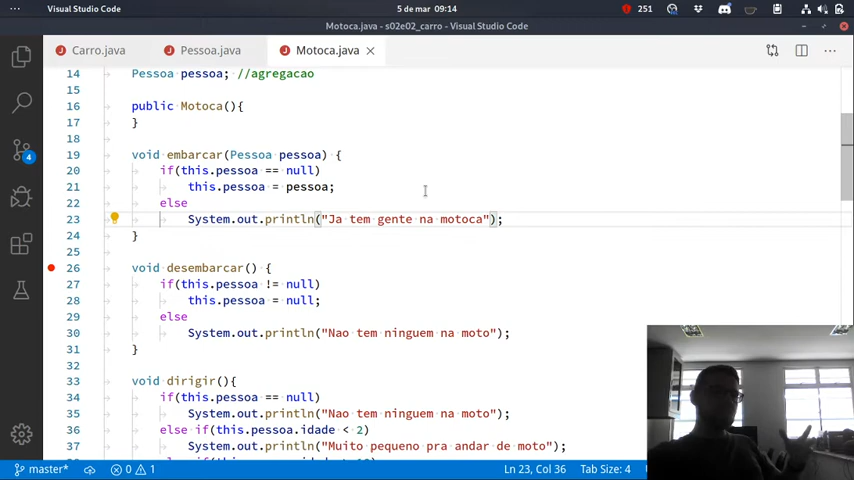 Visual Studio Code
5 de mar 09:14
251
Motoca.java - s02e02_carro - Visual Studio Code
Carro.java
Pessoa.java
Motoca.java
14 Pessoa pessoa; //agregacao
15
16 public Motoca(){
17 }
18
19 void embarcar(Pessoa pessoa) {
20 if(this.pessoa == null)
21 this.pessoa = pessoa;
22 else
23 System.out.println("Ja tem gente na motoca");
24 }
25
26 void desembarcar() {
27 if(this.pessoa != null)
28 this.pessoa = null;
29 else
30 System.out.println("Nao tem ninguem na moto");
31 }
32
33 void dirigir(){
34 if(this.pessoa == null)
35 System.out.println("Nao tem ninguem na moto");
36 else if(this.pessoa.idade < 2)
37 System.out.println("Muito pequeno pra andar de moto");
4
master*
0
1
Ln 23, Col 36
Tab Size: 4